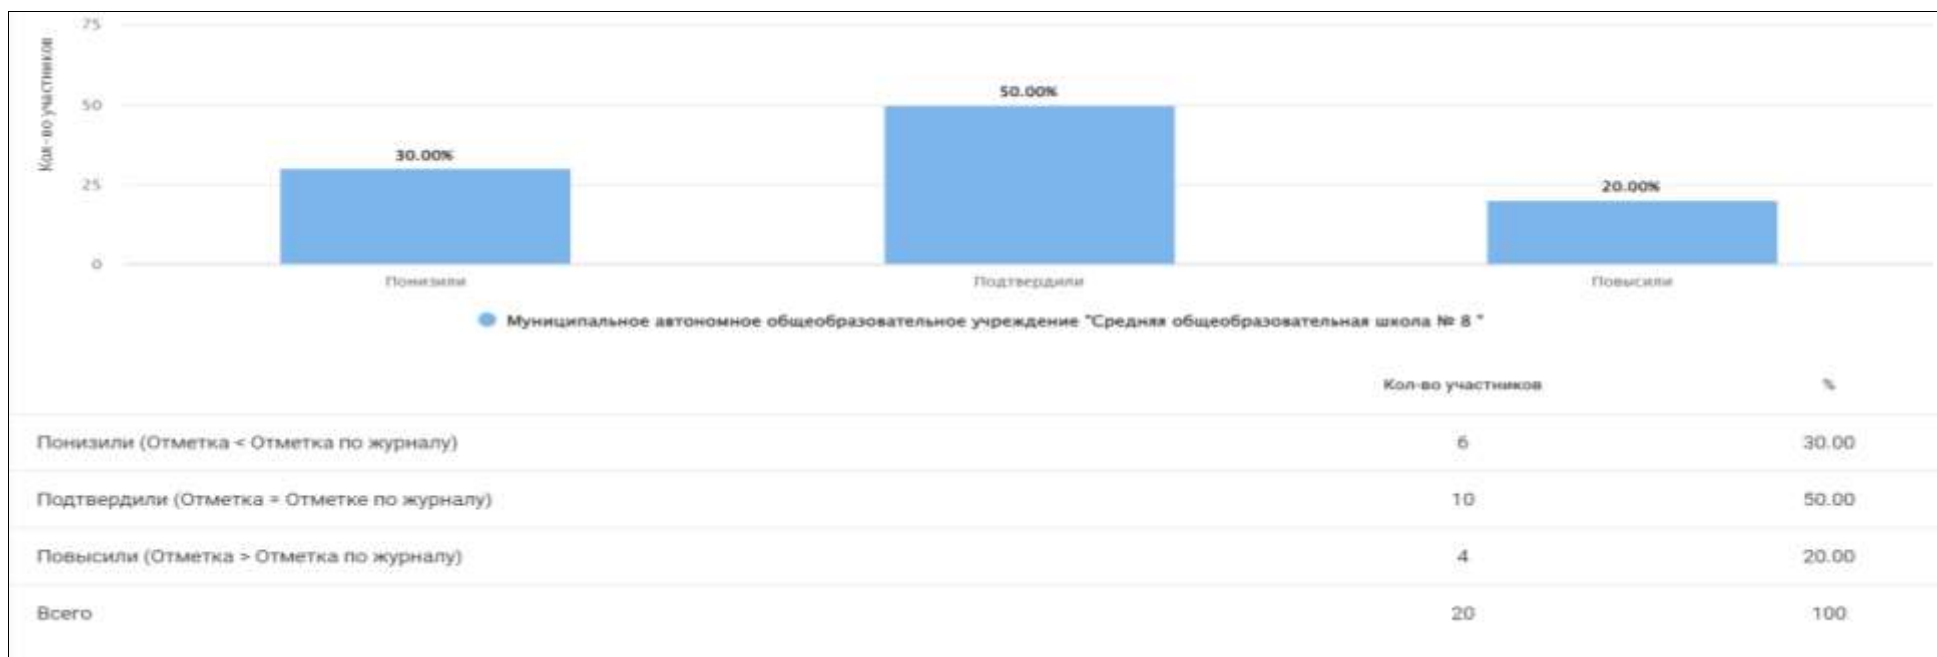 75
Кол-во участников
50
25
0
30.00%
50.00%
20.00%
Понизили
Подтвердили
Повысили
Муниципальное автономное общеобразовательное учреждение "Средняя общеобразовательная школа № 8 "
Кол-во участников %
Понизили (Отметка < Отметка по журналу) 6 30.00
Подтвердили (Отметка = Отметке по журналу) 10 50.00
Повысили (Отметка > Отметка по журналу) 4 20.00
Всего 20 100